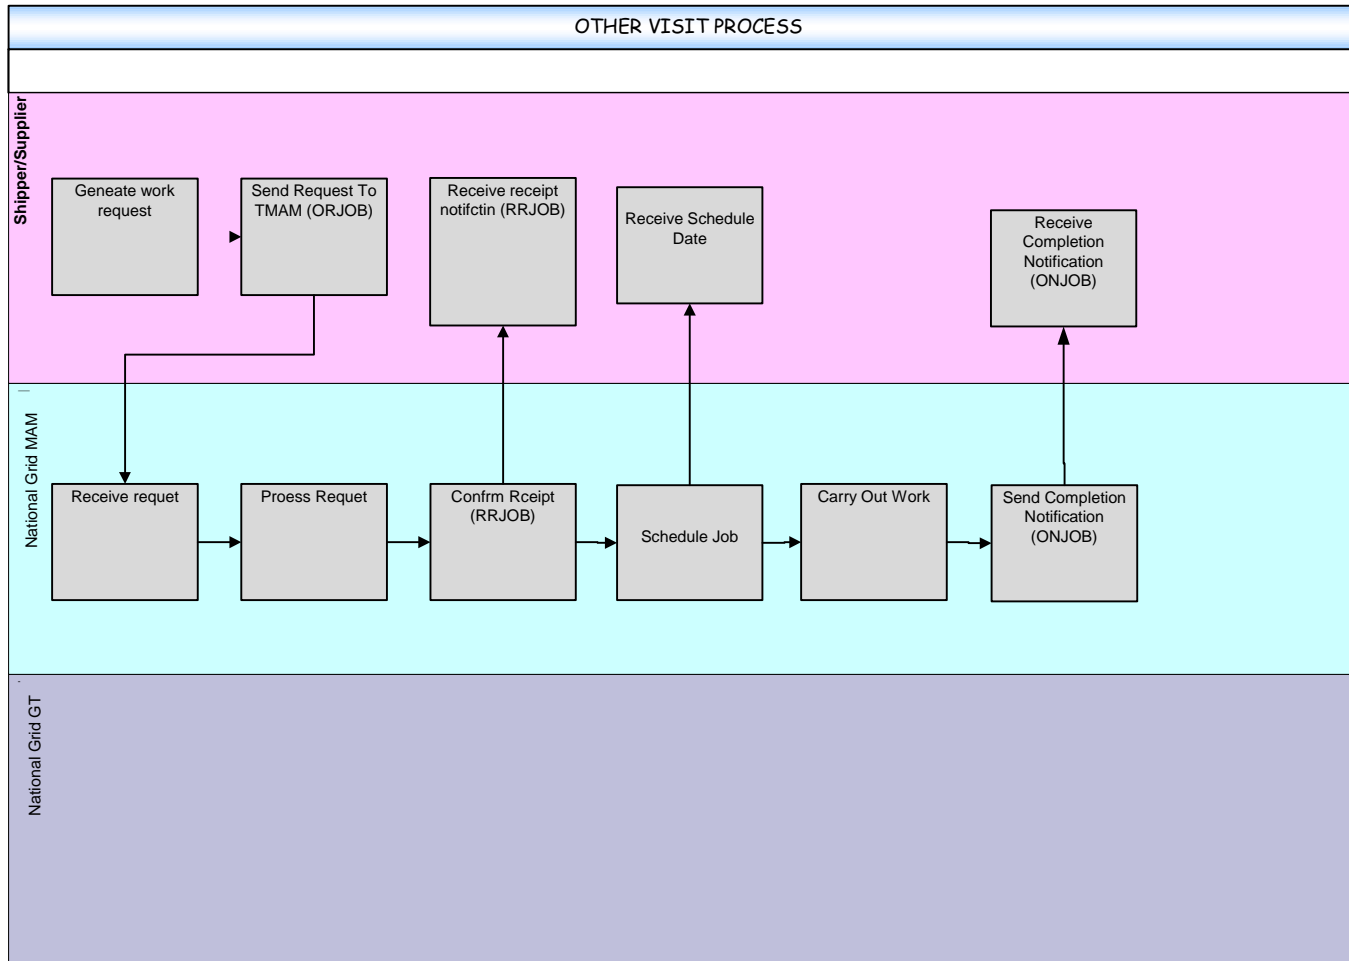 OTHER VISIT PROCESS
Shipper/Supplier
Geneate work
request
Send Request To
TMAM (ORJOB)
Receive receipt
notifctin (RRJOB)
Receive Schedule
Date
Receive
Completion
Notification
(ONJOB)
National Grid MAM
Receive requet
Proess Requet
Confrm Rceipt
(RRJOB)
Schedule Job
Carry Out Work
Send Completion
Notification
(ONJOB)
National Grid GT